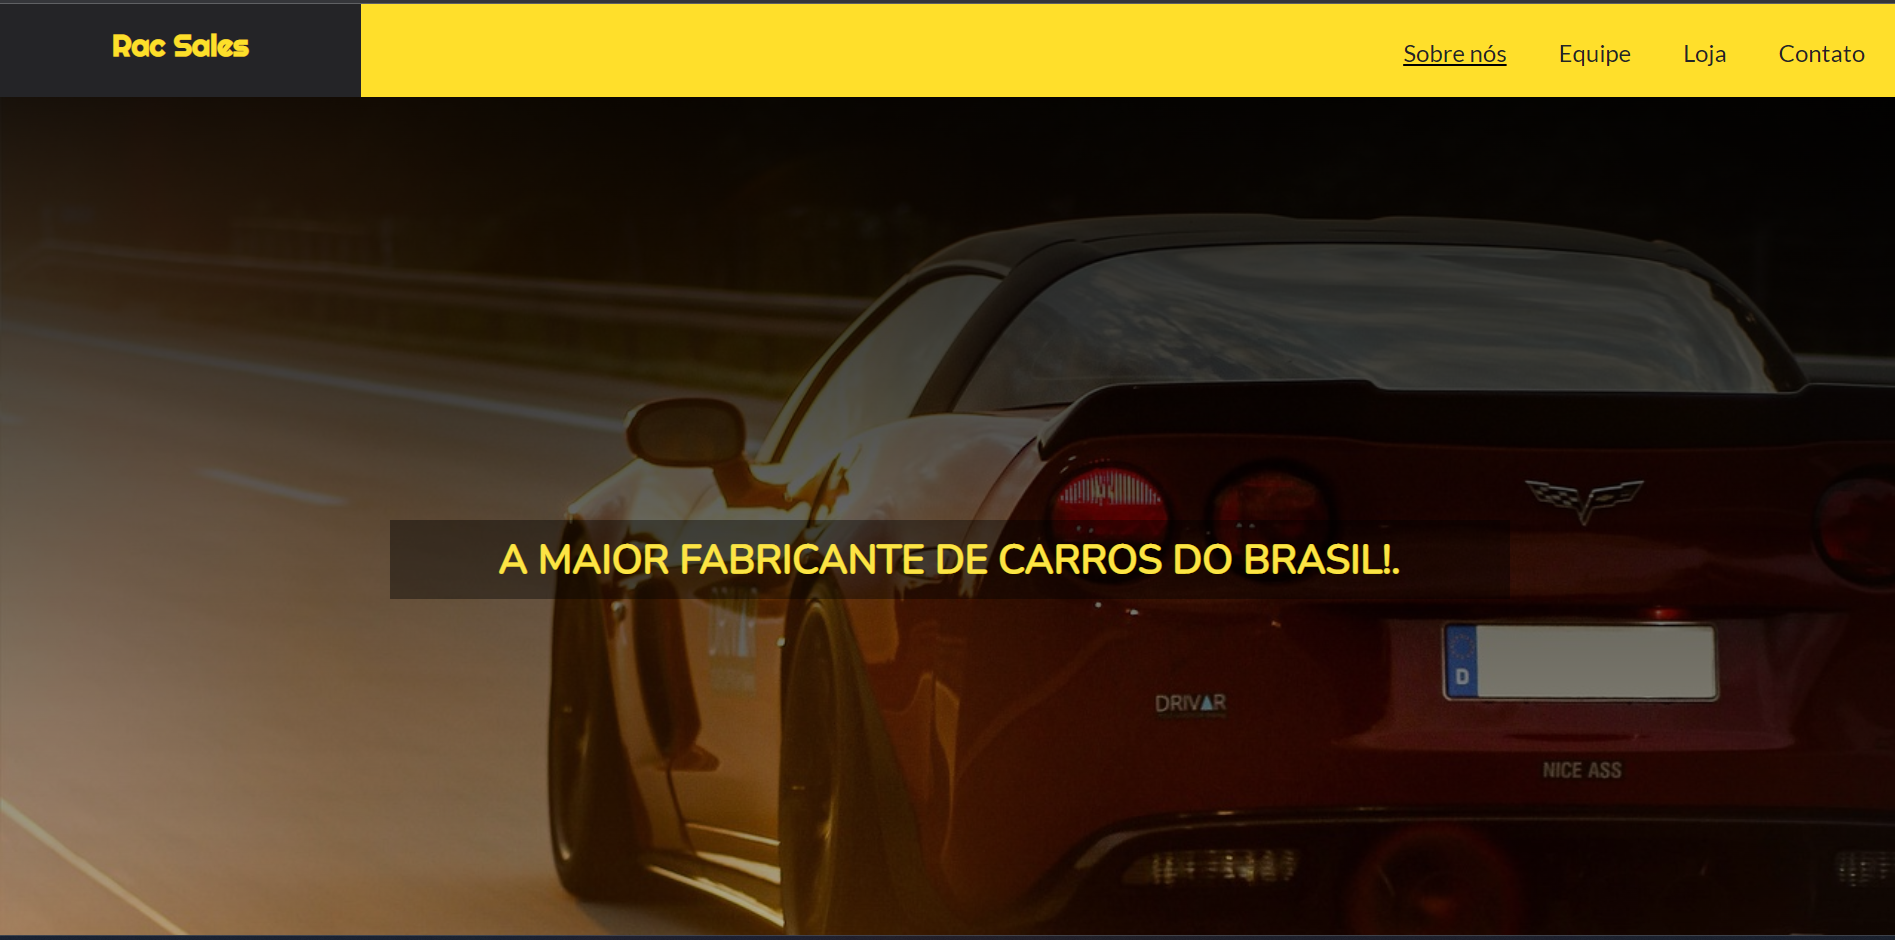 Rac Sales
Sobre nós Equipe Loja Contato
A MAIOR FABRICANTE DE CARROS DO BRASIL!.
D
DRIVAR
NICE ASS